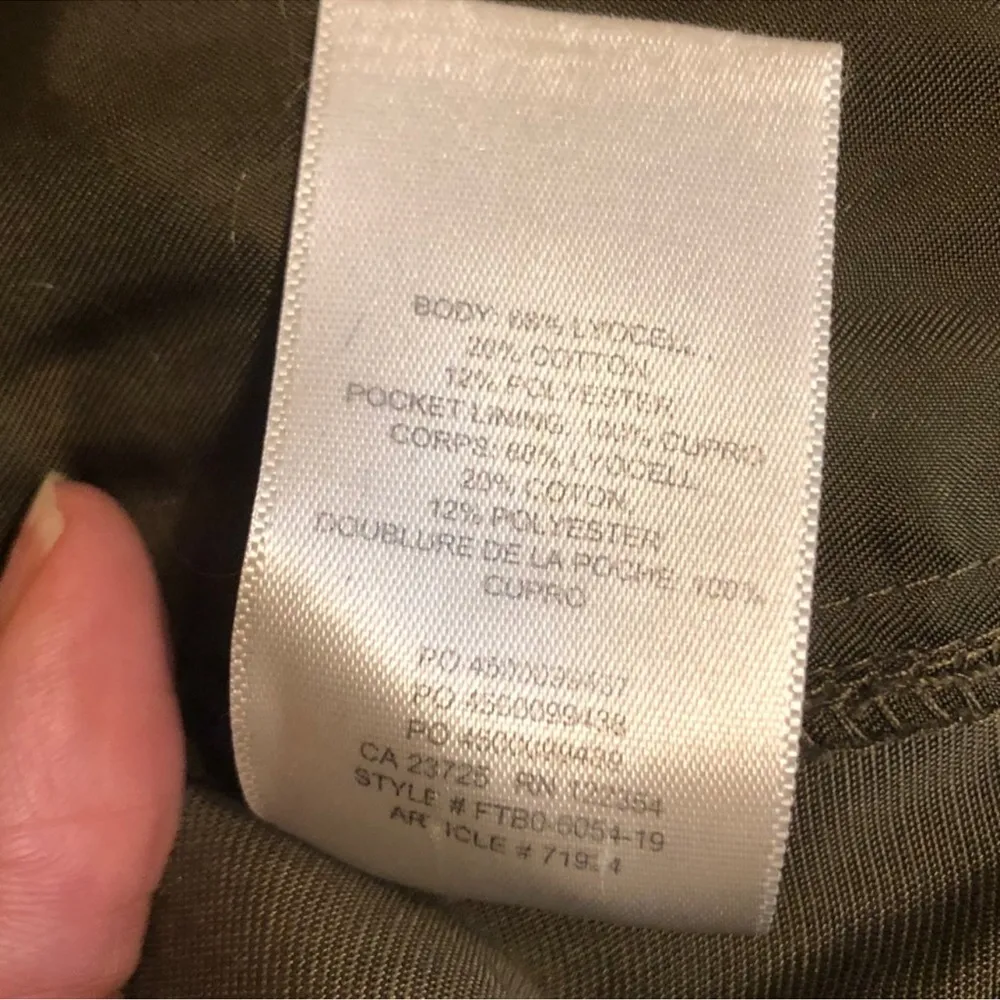 BODY: 68% LYOCELL,
20% COTTON,
12% POLYESTER
POCKET LINING: 100% CUPRO
CORPS: 68% LYOCELL,
20% COTON,
12% POLYESTER
DOUBLURE DE LA POCHE: 100%
CUPRO
PO 4500099437
PO 4500099438
PO 4500099439
CA 23725 RN 122354
STYLE # FTB0-6054-19
ARTICLE #